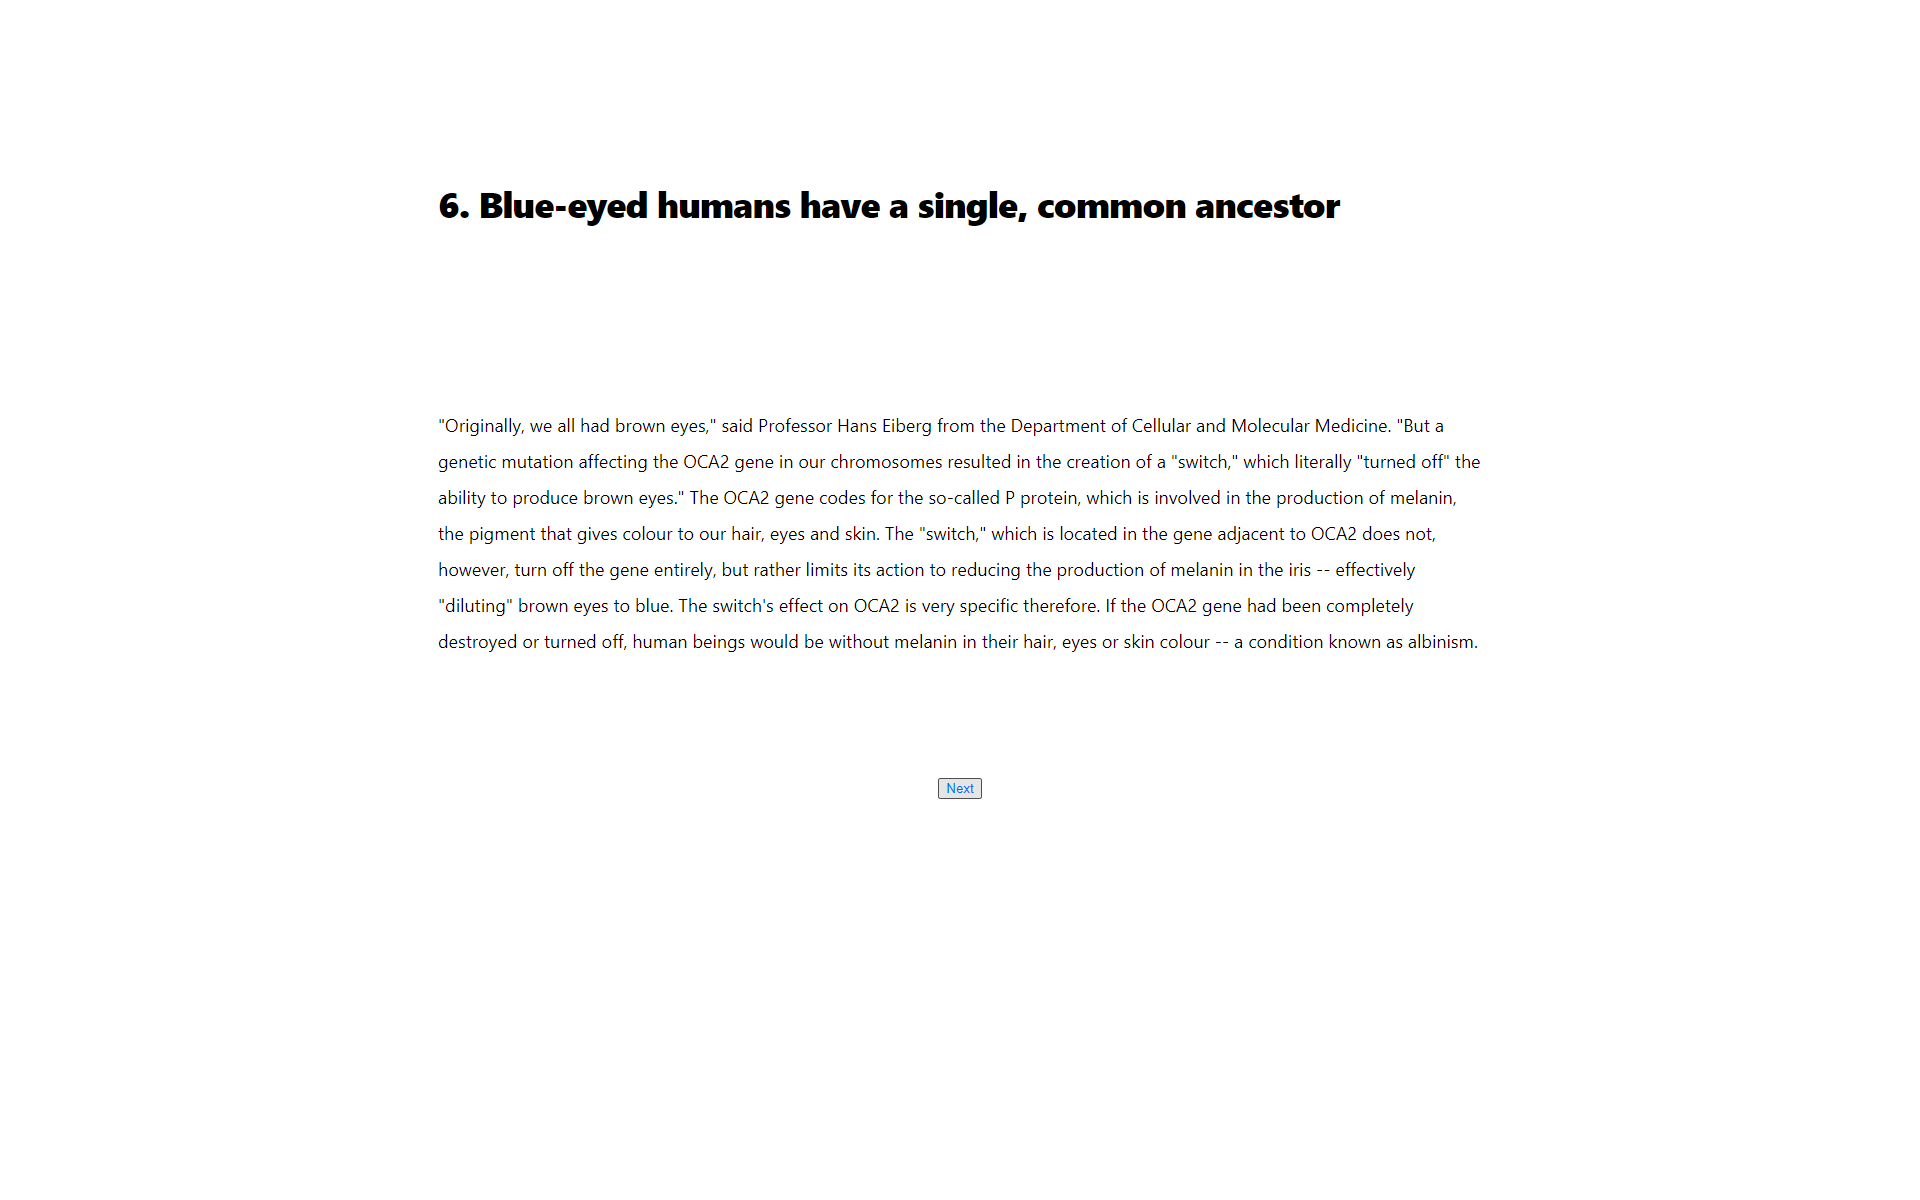 6. Blue-eyed humans have a single, common ancestor
"Originally, we all had brown eyes," said Professor Hans Eiberg from the Department of Cellular and Molecular Medicine. "But a
genetic mutation affecting the OCA2 gene in our chromosomes resulted in the creation of a "switch," which literally "turned off" the
ability to produce brown eyes." The OCA2 gene codes for the so-called P protein, which is involved in the production of melanin,
the pigment that gives colour to our hair, eyes and skin. The "switch," which is located in the gene adjacent to OCA2 does not,
however, turn off the gene entirely, but rather limits its action to reducing the production of melanin in the iris -- effectively
"diluting" brown eyes to blue. The switch's effect on OCA2 is very specific therefore. If the OCA2 gene had been completely
destroyed or turned off, human beings would be without melanin in their hair, eyes or skin colour -- a condition known as albinism.
Next